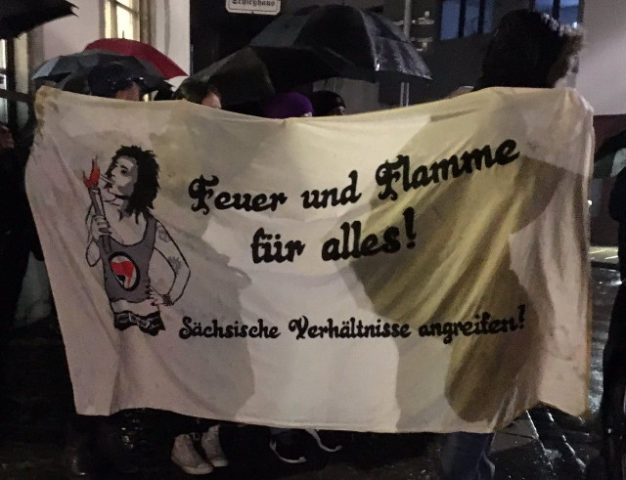 Feuer und Flamme
für alles!
Sächsische Verhältnisse angreifen!